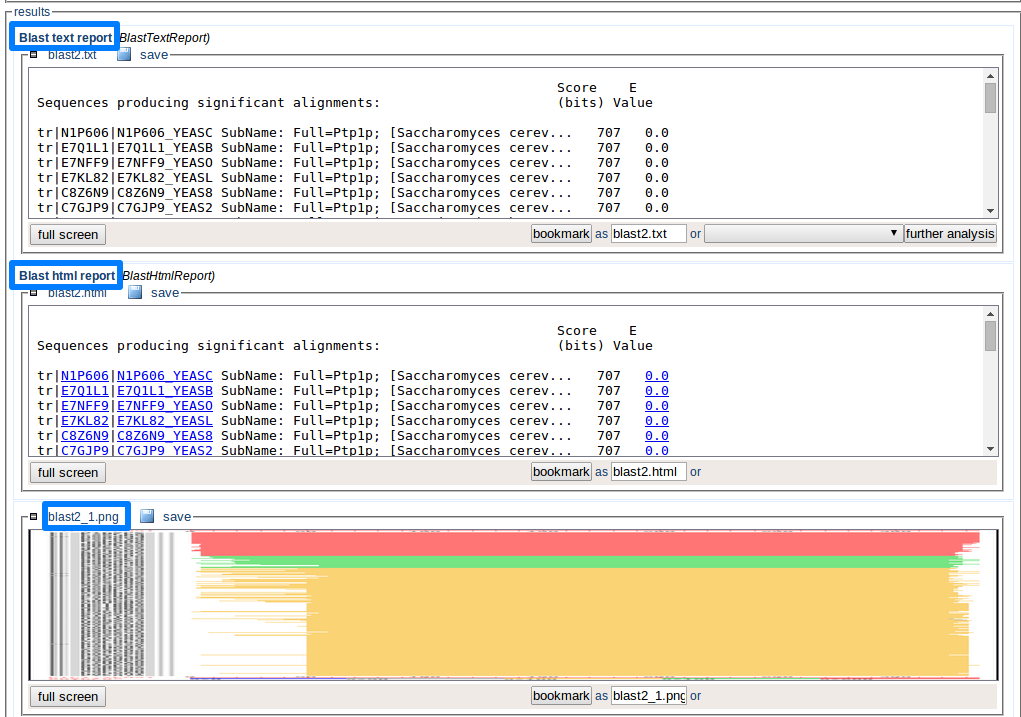 results
Blast text report (BlastTextReport)
blast2.txt save
Score E
Sequences producing significant alignments: (bits) Value
tr|N1P606|N1P606_YEASC SubName: Full=Ptp1p; [Saccharomyces cerev... 707 0.0
tr|E7Q1L1|E7Q1L1_YEASB SubName: Full=Ptp1p; [Saccharomyces cerev... 707 0.0
tr|E7NFF9|E7NFF9_YEASO SubName: Full=Ptp1p; [Saccharomyces cerev... 707 0.0
tr|E7KL82|E7KL82_YEASL SubName: Full=Ptp1p; [Saccharomyces cerev... 707 0.0
tr|C8Z6N9|C8Z6N9_YEAS8 SubName: Full=Ptp1p; [Saccharomyces cerev... 707 0.0
tr|C7GJP9|C7GJP9_YEAS2 SubName: Full=Ptp1p; [Saccharomyces cerev... 707 0.0
full screen bookmark as blast2.txt or further analysis
Blast html report (BlastHtmlReport)
blast2.html save
Score E
Sequences producing significant alignments: (bits) Value
tr|N1P606|N1P606_YEASC SubName: Full=Ptp1p; [Saccharomyces cerev... 707 0.0
tr|E7Q1L1|E7Q1L1_YEASB SubName: Full=Ptp1p; [Saccharomyces cerev... 707 0.0
tr|E7NFF9|E7NFF9_YEASO SubName: Full=Ptp1p; [Saccharomyces cerev... 707 0.0
tr|E7KL82|E7KL82_YEASL SubName: Full=Ptp1p; [Saccharomyces cerev... 707 0.0
tr|C8Z6N9|C8Z6N9_YEAS8 SubName: Full=Ptp1p; [Saccharomyces cerev... 707 0.0
tr|C7GJP9|C7GJP9_YEAS2 SubName: Full=Ptp1p; [Saccharomyces cerev... 707 0.0
full screen bookmark as blast2.html or
blast2_1.png save
full screen bookmark as blast2_1.png or